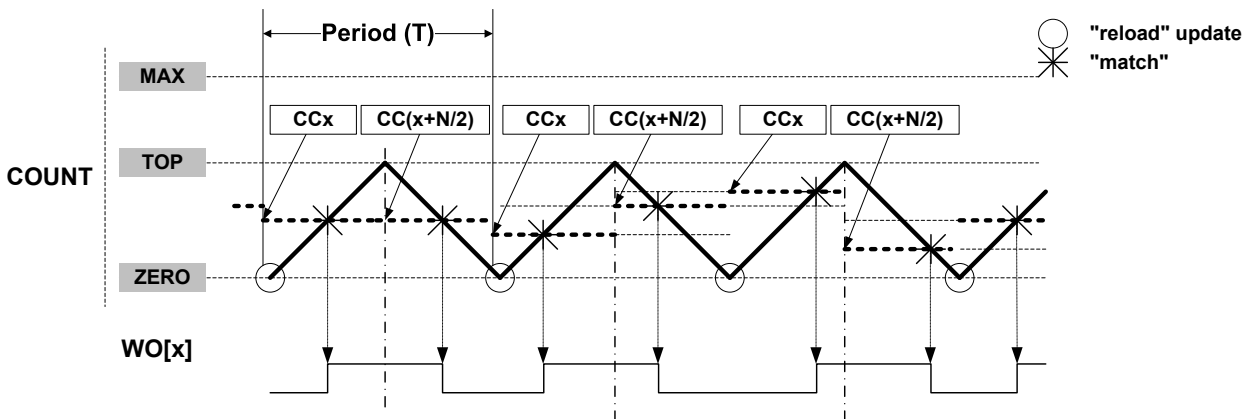 Period (T)
"reload" update
"match"
MAX
CCx
CC(x+N/2)
CCx
CC(x+N/2)
CCx
CC(x+N/2)
TOP
COUNT
ZERO
WO[x]